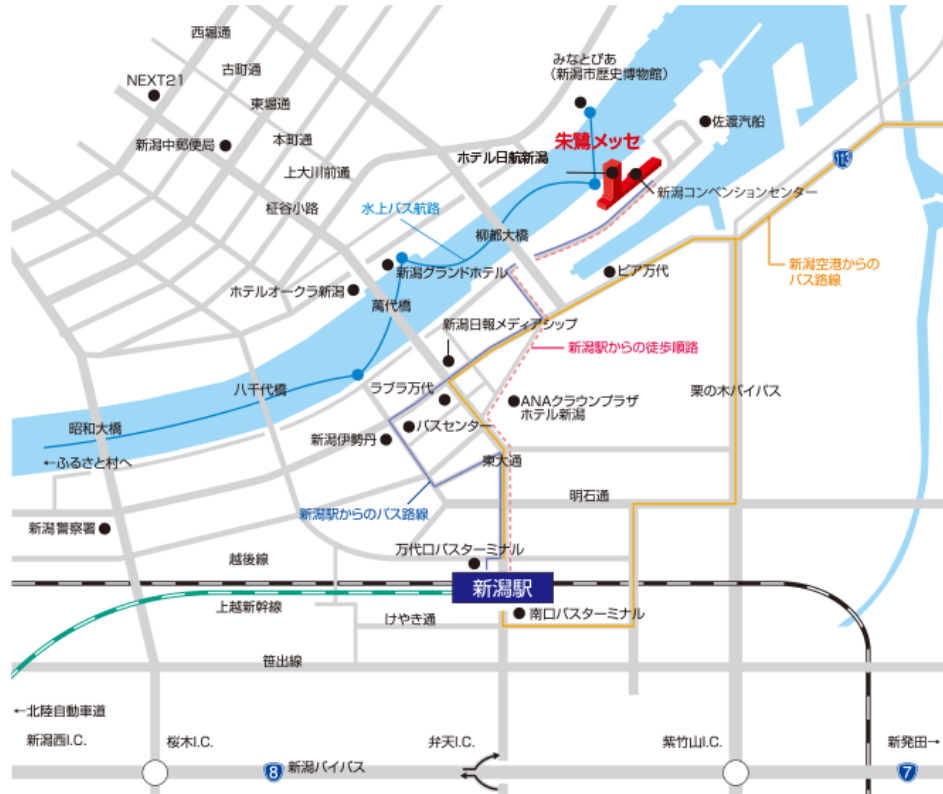 西堀通
古町通
NEXT21
東堀通
新潟中郵便局
本町通
上大川前通
柾谷小路
みなとぴあ
（新潟市歴史博物館）
佐渡汽船
朱鷺メッセ
ホテル日航新潟
113
新潟コンベンションセンター
水上バス航路
柳都大橋
新潟グランドホテル
ピア万代
新潟空港からの
バス路線
ホテルオークラ新潟
萬代橋
新潟日報メディアシップ
新潟駅からの徒歩順路
八千代橋
ラブラ万代
栗の木バイパス
ANAクラウンプラザ
ホテル新潟
昭和大橋
バスセンター
新潟伊勢丹
←ふるさと村へ
東大通
新潟駅からのバス路線
明石通
新潟警察署
万代口バスターミナル
越後線
新潟駅
上越新幹線
けやき通
南口バスターミナル
笹出線
←北陸自動車道
新潟西I.C.
桜木I.C.
弁天I.C.
紫竹山I.C.
新発田→
8
新潟バイパス
7